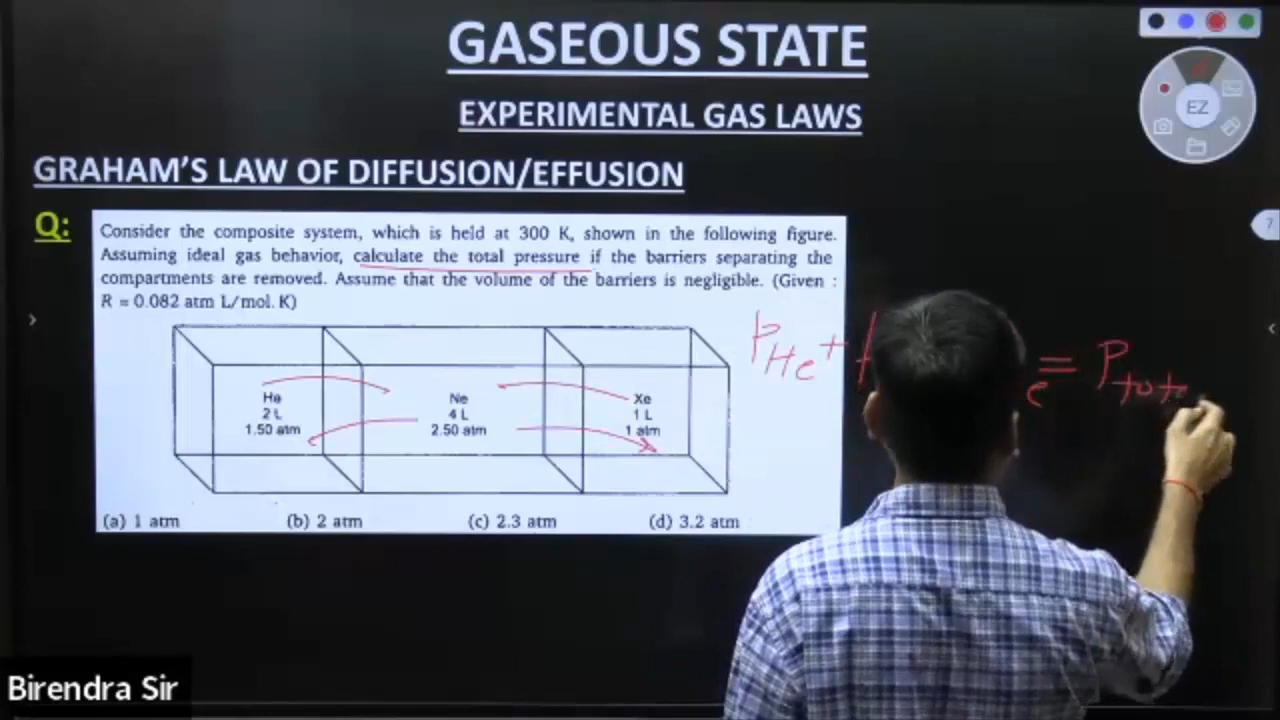 GASEOUS STATE
EXPERIMENTAL GAS LAWS
GRAHAM'S LAW OF DIFFUSION/EFFUSION
Q:
Consider the composite system, which is held at 300 K, shown in the following figure.
Assuming ideal gas behavior, calculate the total pressure if the barriers separating the
compartments are removed. Assume that the volume of the barriers is negligible. (Given :
R = 0.082 atm L/mol. K)
He
2 L
1.50 atm
Ne
4 L
2.50 atm
Xe
1 L
1 atm
(a) 1 atm (b) 2 atm (c) 2.3 atm (d) 3.2 atm
P He + e = P tota
EZ
7
Birendra Sir